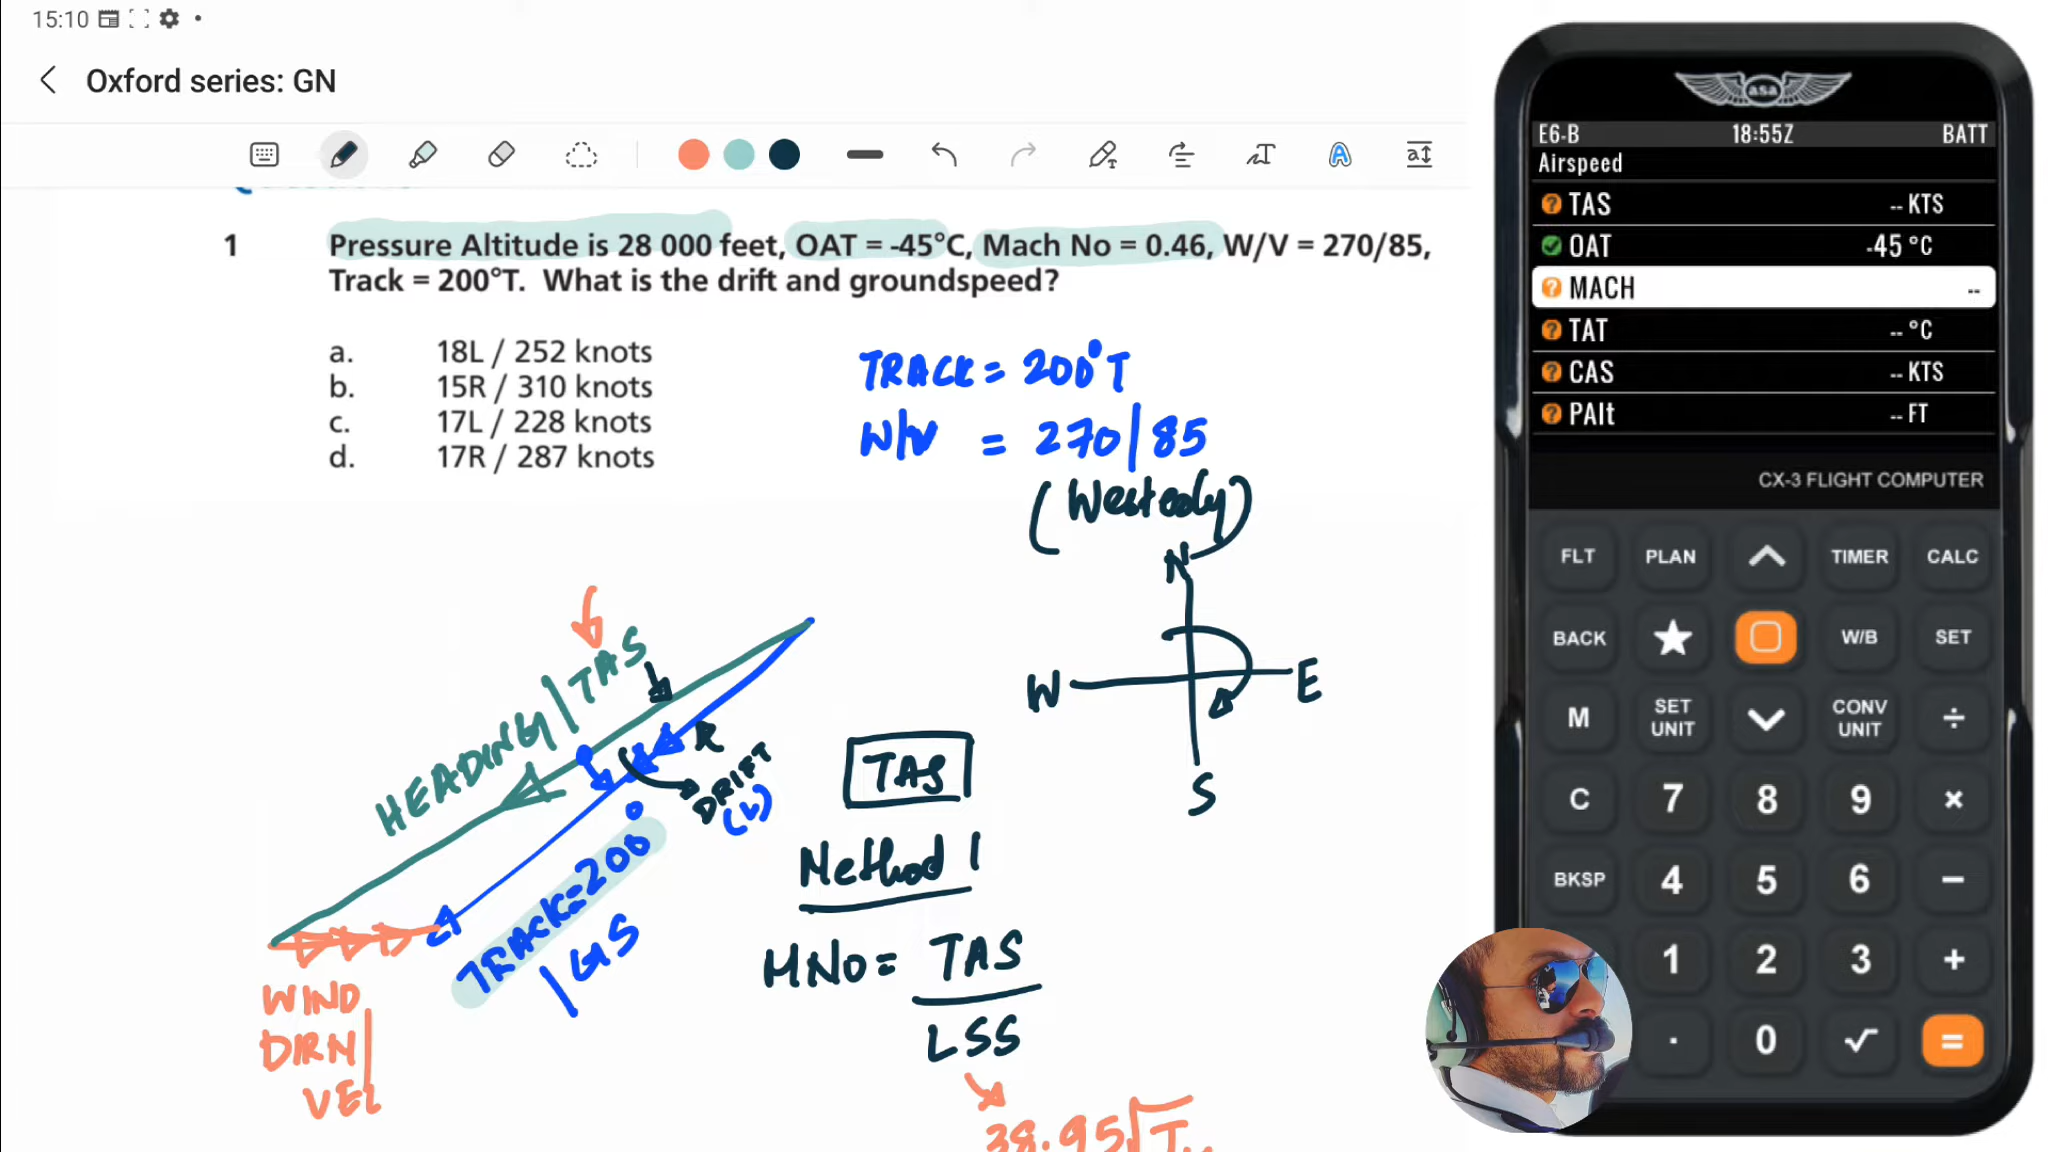 15:10
Oxford series: GN
1 Pressure Altitude is 28 000 feet, OAT = -45°C, Mach No = 0.46, W/V = 270/85,
Track = 200°T. What is the drift and groundspeed?
a. 18L / 252 knots
b. 15R / 310 knots
c. 17L / 228 knots
d. 17R / 287 knots
TRACK = 200°T
W/V = 270/85
(Westerly)
N
W E
S
HEADING/TAS
R
DRIFT
(L)
TRACK=200°
/GS
WIND
DIRN/
VEL
TAS
Method 1
MNO = TAS
LSS
38.95√T
asa
E6-B 18:55Z BATT
Airspeed
? TAS -- KTS
OAT -45 °C
? MACH --
? TAT -- °C
? CAS -- KTS
? PAlt -- FT
CX-3 FLIGHT COMPUTER
FLT PLAN TIMER CALC
BACK W/B SET
M SET UNIT CONV UNIT ÷
C 7 8 9 ×
BKSP 4 5 6 −
1 2 3 +
. 0 √ =